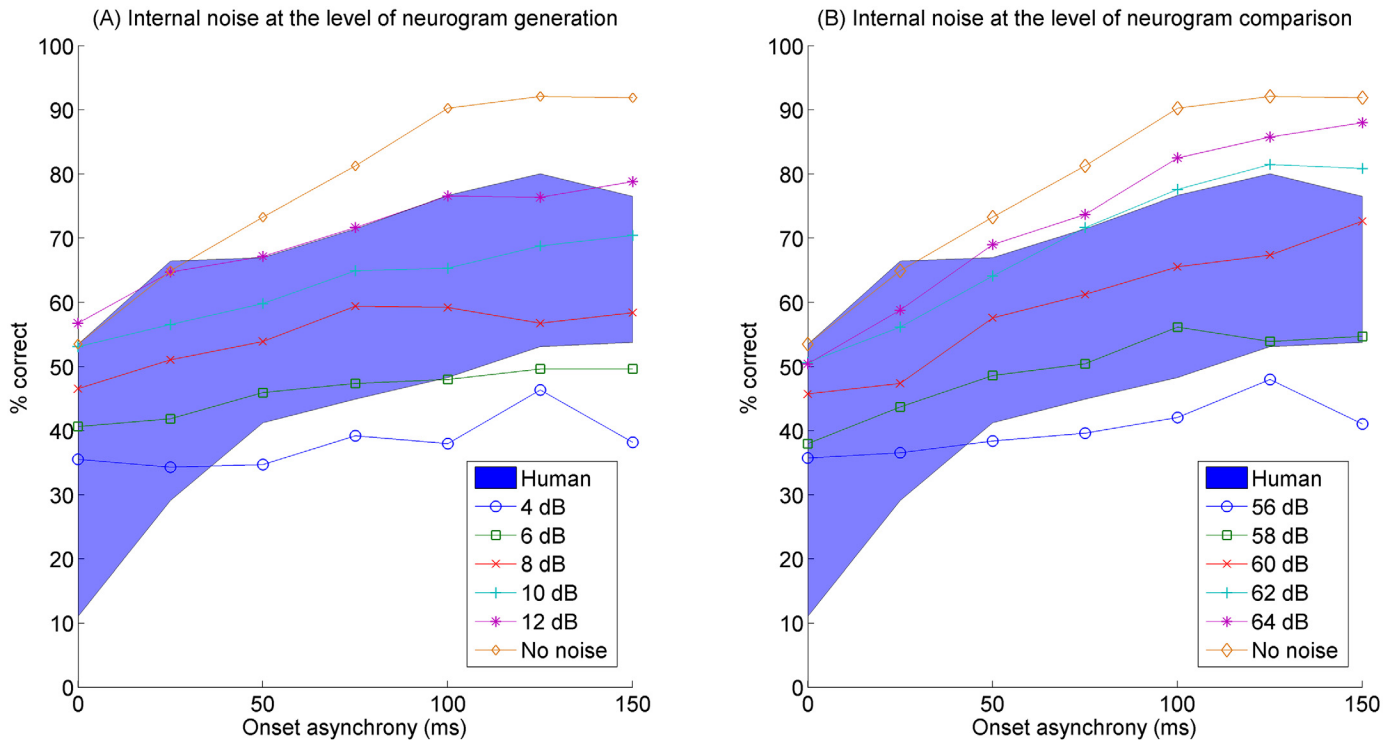 (A) Internal noise at the level of neurogram generation
100
90
80
70
60
50
40
30
20
10
0
% correct
0
50
100
150
Onset asynchrony (ms)
Human
4 dB
6 dB
8 dB
10 dB
12 dB
No noise
(B) Internal noise at the level of neurogram comparison
100
90
80
70
60
50
40
30
20
10
0
% correct
0
50
100
150
Onset asynchrony (ms)
Human
56 dB
58 dB
60 dB
62 dB
64 dB
No noise